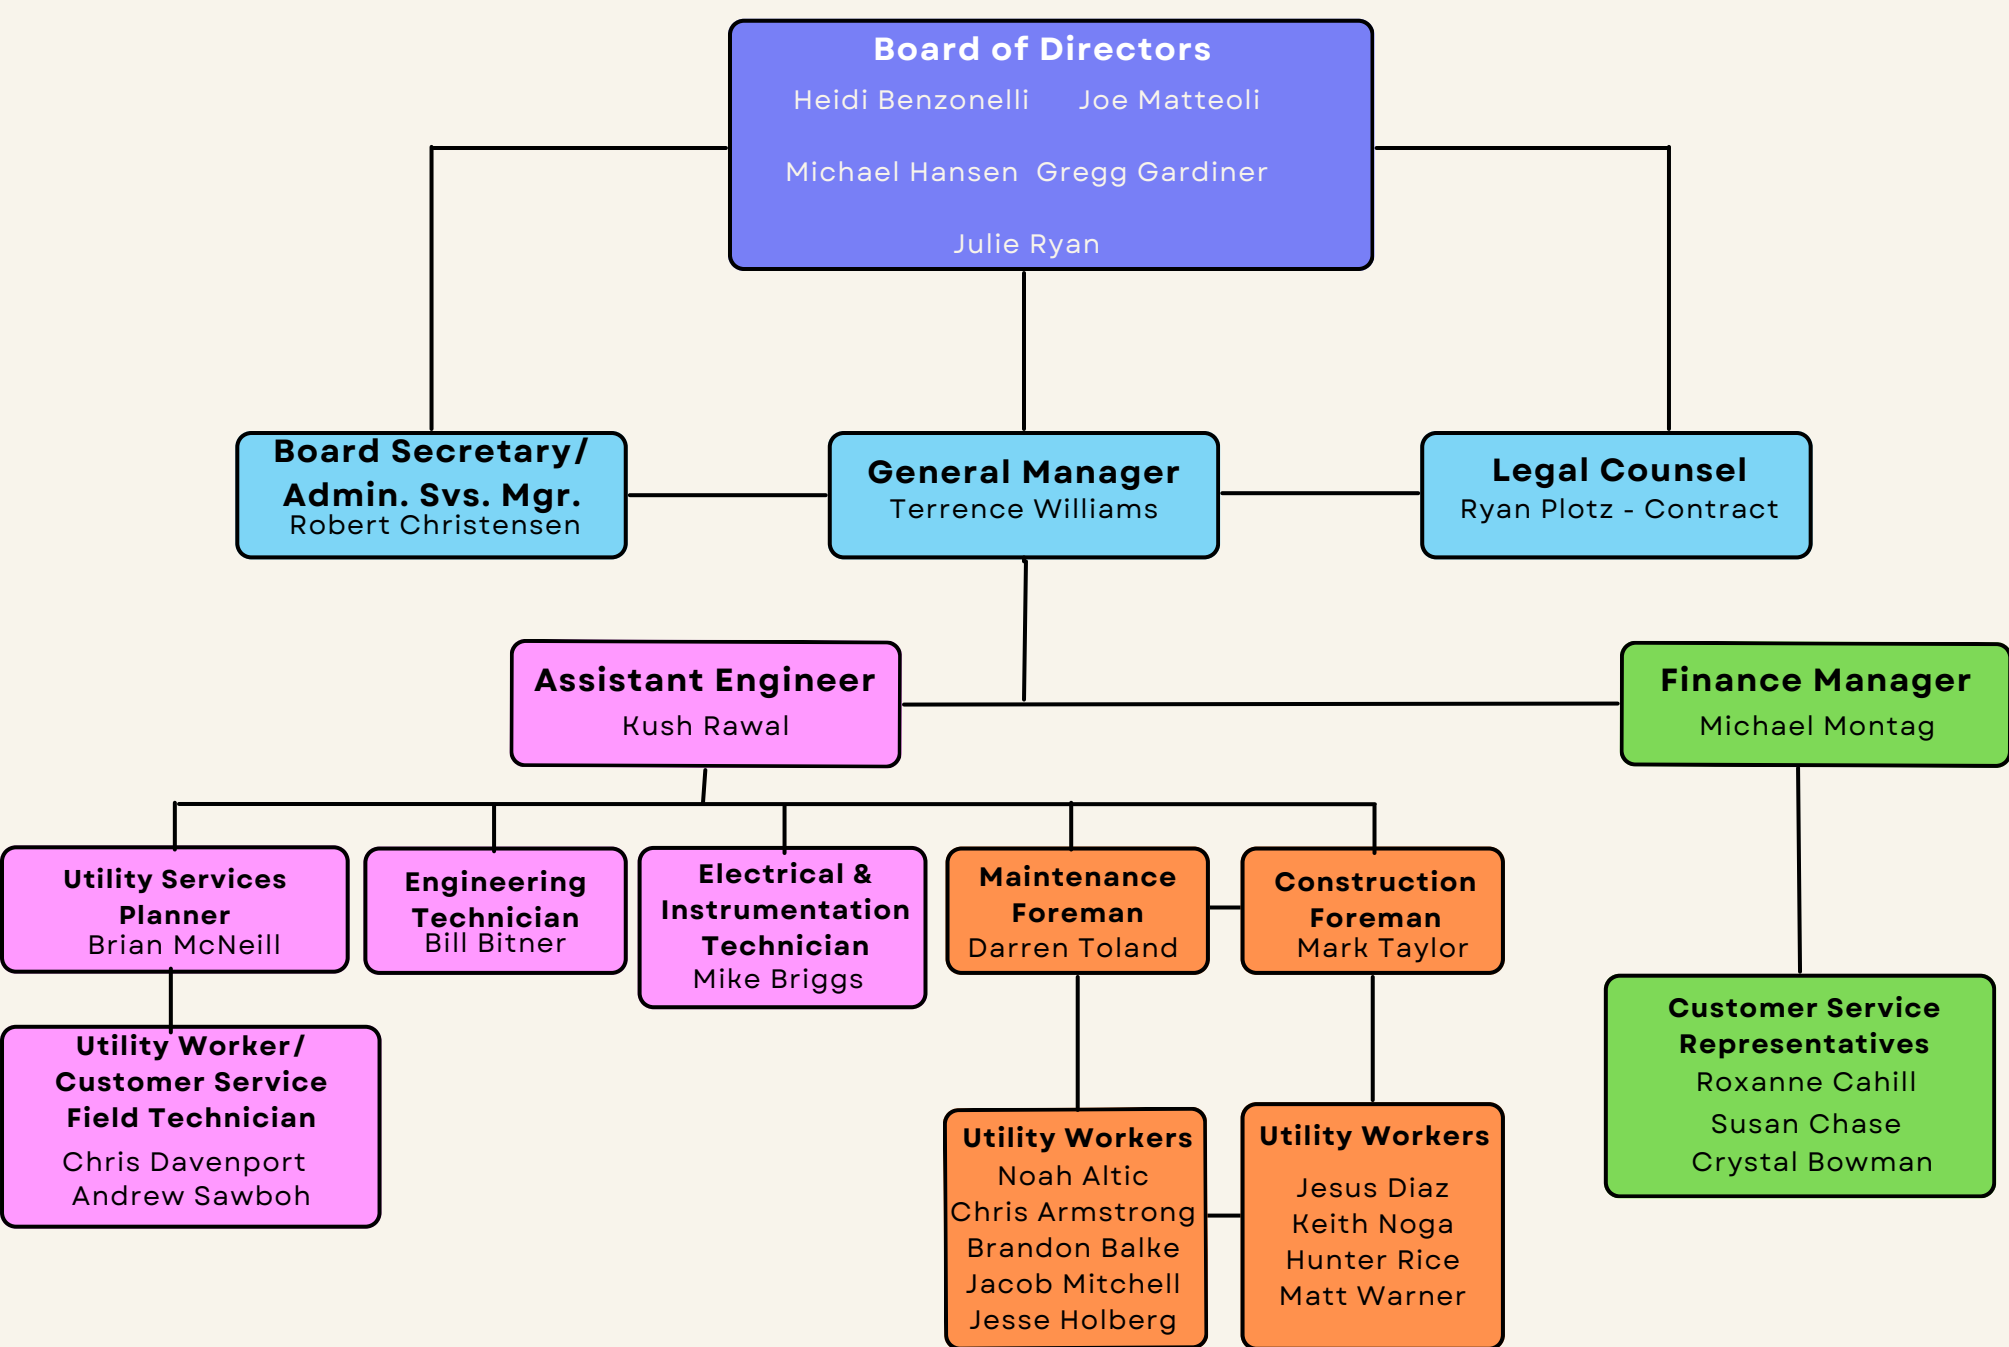 Board of Directors
Heidi Benzonelli Joe Matteoli
Michael Hansen Gregg Gardiner
Julie Ryan
Board Secretary/
Admin. Svs. Mgr.
Robert Christensen
General Manager
Terrence Williams
Legal Counsel
Ryan Plotz - Contract
Assistant Engineer
Kush Rawal
Finance Manager
Michael Montag
Utility Services
Planner
Brian McNeill
Engineering
Technician
Bill Bitner
Electrical &
Instrumentation
Technician
Mike Briggs
Maintenance
Foreman
Darren Toland
Construction
Foreman
Mark Taylor
Utility Worker/
Customer Service
Field Technician
Chris Davenport
Andrew Sawboh
Utility Workers
Noah Altic
Chris Armstrong
Brandon Balke
Jacob Mitchell
Jesse Holberg
Utility Workers
Jesus Diaz
Keith Noga
Hunter Rice
Matt Warner
Customer Service
Representatives
Roxanne Cahill
Susan Chase
Crystal Bowman